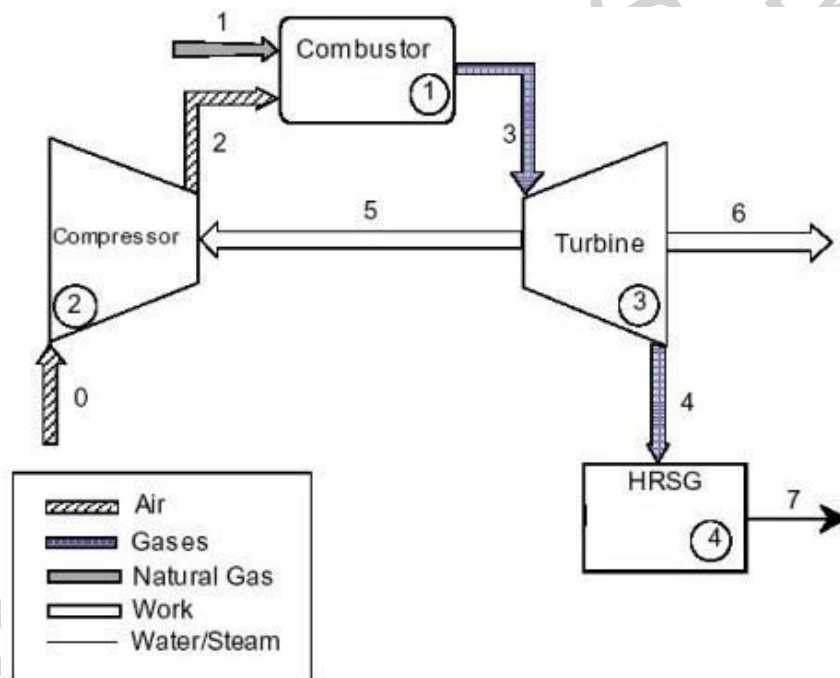 1
Combustor
1
2
3
Compressor
2
5
Turbine
3
6
0
4
HRSG
4
7
Air
Gases
Natural Gas
Work
Water/Steam